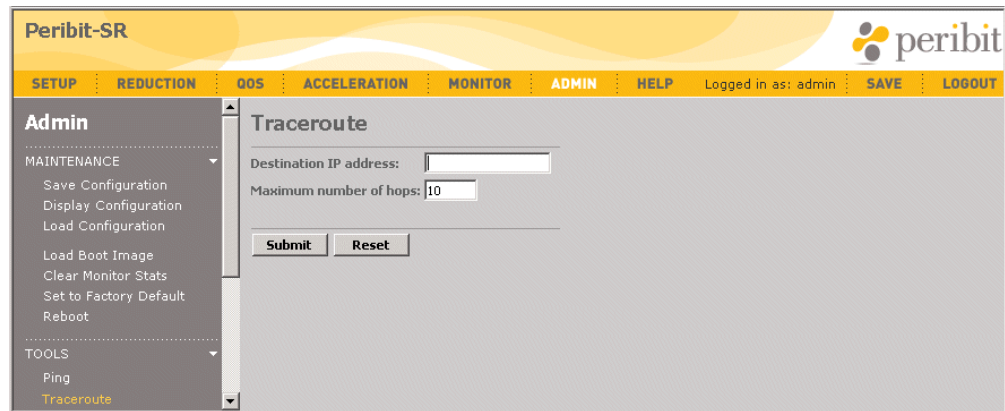 Peribit-SR
peribit
SETUP REDUCTION QOS ACCELERATION MONITOR ADMIN HELP Logged in as: admin SAVE LOGOUT
Admin
MAINTENANCE
Save Configuration
Display Configuration
Load Configuration
Load Boot Image
Clear Monitor Stats
Set to Factory Default
Reboot
TOOLS
Ping
Traceroute
Traceroute
Destination IP address:
Maximum number of hops: 10
Submit Reset